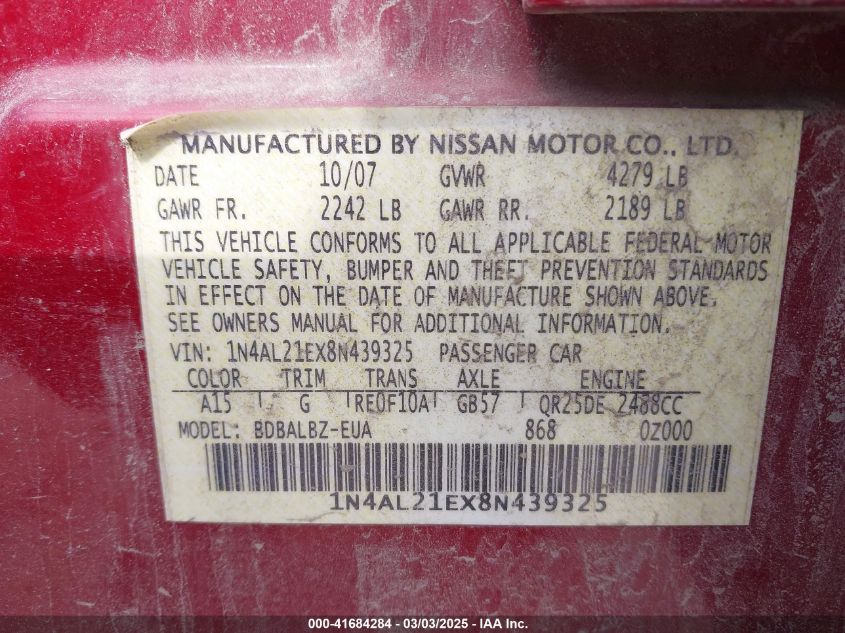 MANUFACTURED BY NISSAN MOTOR CO., LTD.
DATE 10/07 GVWR 4279 LB
GAWR FR. 2242 LB GAWR RR. 2189 LB
THIS VEHICLE CONFORMS TO ALL APPLICABLE FEDERAL MOTOR
VEHICLE SAFETY, BUMPER AND THEFT PREVENTION STANDARDS
IN EFFECT ON THE DATE OF MANUFACTURE SHOWN ABOVE.
SEE OWNERS MANUAL FOR ADDITIONAL INFORMATION.
VIN: 1N4AL21EX8N439325 PASSENGER CAR
COLOR TRIM TRANS AXLE ENGINE
A15 G RE0F10A GB57 QR25DE 2488CC
MODEL: BDBALBZ-EUA 868 0Z000
1N4AL21EX8N439325
000-41684284 - 03/03/2025 - IAAI.com